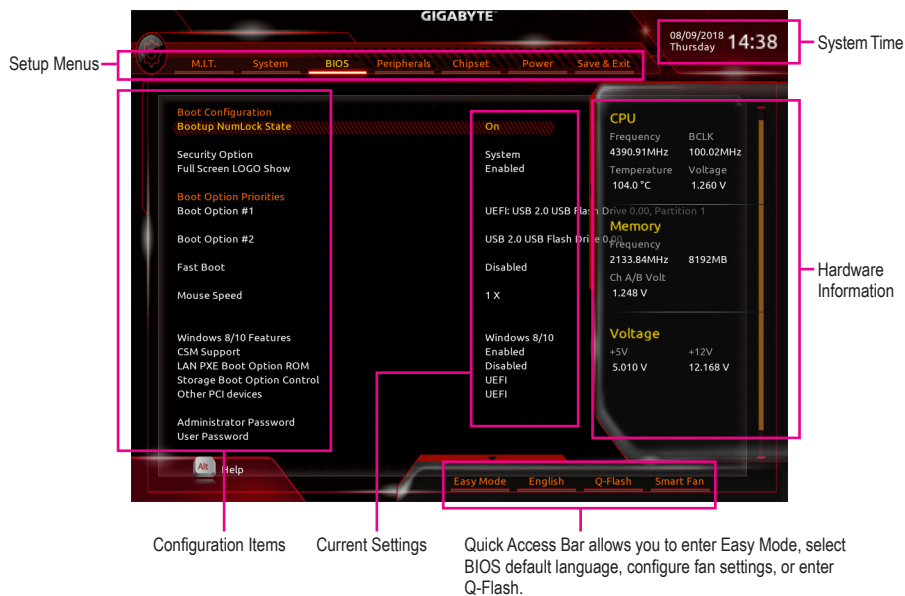 GIGABYTE™
08/09/2018
Thursday
14:38
System Time
Setup Menus
M.I.T. System BIOS Peripherals Chipset Power Save & Exit
Boot Configuration
Bootup NumLock State On
Security Option System
Full Screen LOGO Show Enabled
Boot Option Priorities
Boot Option #1 UEFI: USB 2.0 USB Flash Drive 0.00, Partition 1
Boot Option #2 USB 2.0 USB Flash Drive 0.00
Fast Boot Disabled
Mouse Speed 1 X
Windows 8/10 Features Windows 8/10
CSM Support Enabled
LAN PXE Boot Option ROM Disabled
Storage Boot Option Control UEFI
Other PCI devices UEFI
Administrator Password
User Password
CPU
Frequency BCLK
4390.91MHz 100.02MHz
Temperature Voltage
104.0 °C 1.260 V
Memory
Frequency
2133.84MHz 8192MB
Ch A/B Volt
1.248 V
Voltage
+5V +12V
5.010 V 12.168 V
Hardware
Information
Alt Help
Easy Mode English Q-Flash Smart Fan
Configuration Items
Current Settings
Quick Access Bar allows you to enter Easy Mode, select
BIOS default language, configure fan settings, or enter
Q-Flash.